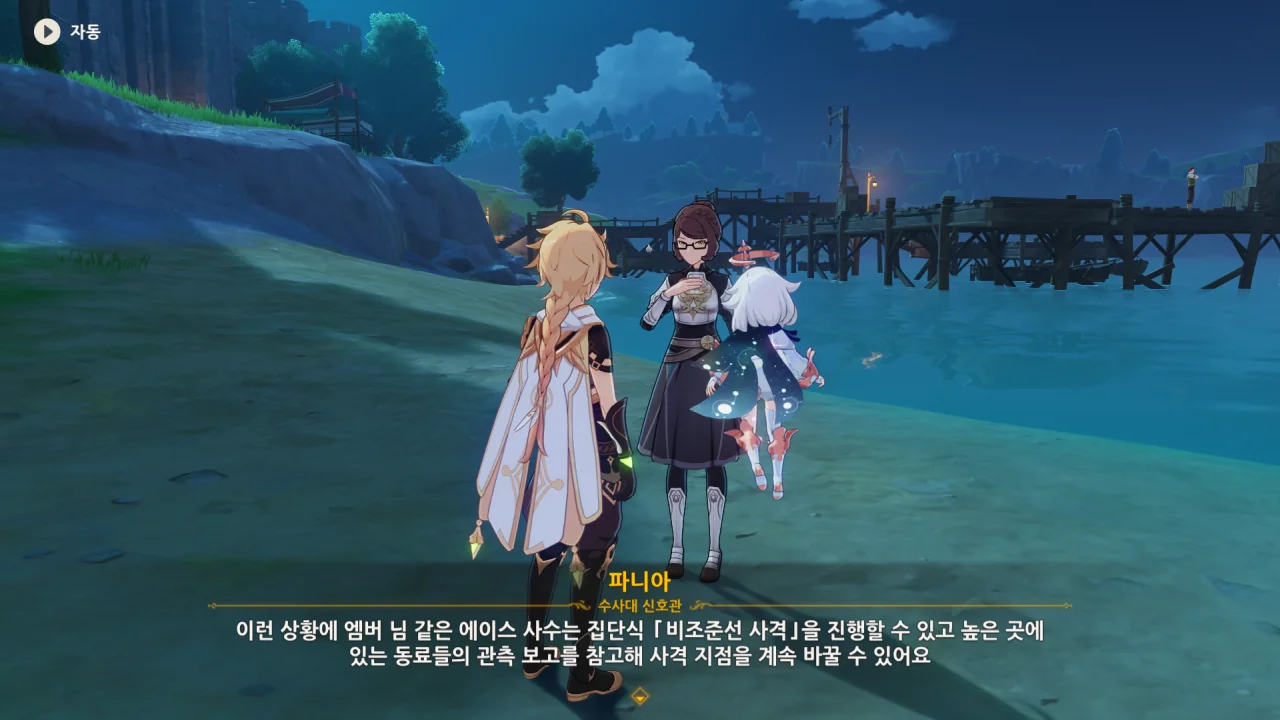 자동
파니아
수사대 신호관
이런 상황에 엠버 님 같은 에이스 사수는 집단식 「비조준선 사격」을 진행할 수 있고 높은 곳에
있는 동료들의 관측 보고를 참고해 사격 지점을 계속 바꿀 수 있어요